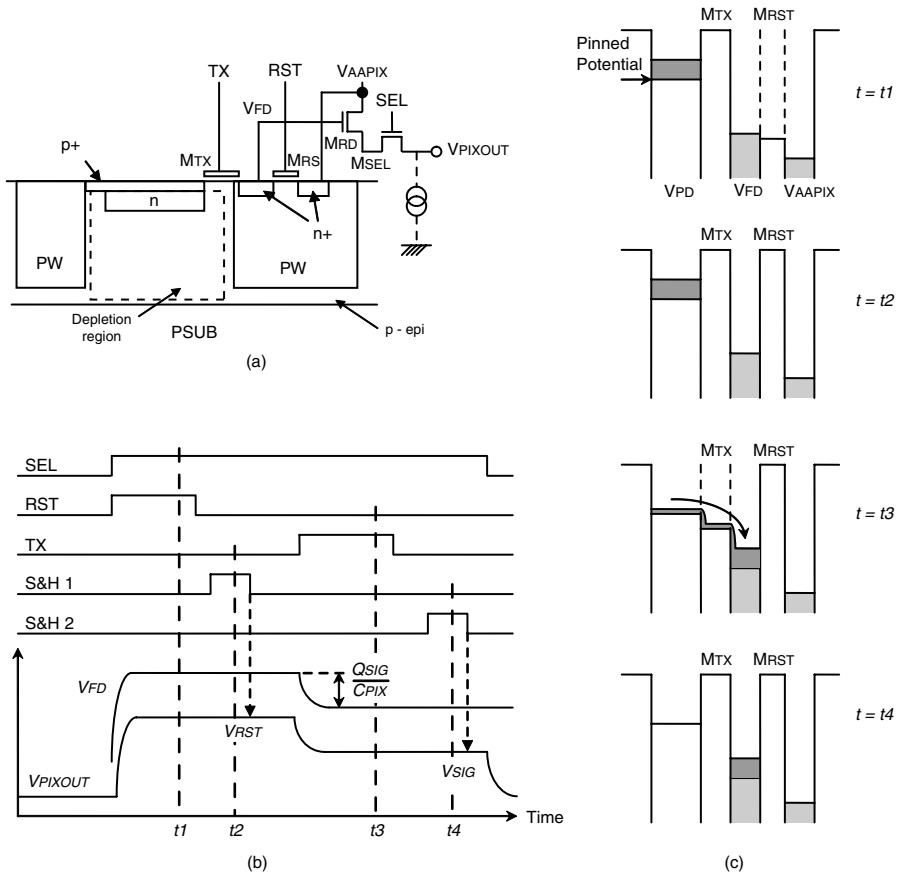 TX
RST
VAAPIX
SEL
VFD
p+
MTX
MRS
MRD
MSEL
VPIXOUT
n
n+
PW
PW
Depletion
region
PSUB
p - epi
(a)
SEL
RST
TX
S&H 1
S&H 2
VFD
QSIG
CPIX
VRST
VPIXOUT
VSIG
Time
t1
t2
t3
t4
(b)
MTX
MRST
Pinned
Potential
t = t1
VPD
VFD
VAAPIX
MTX
MRST
t = t2
MTX
MRST
t = t3
MTX
MRST
t = t4
(c)